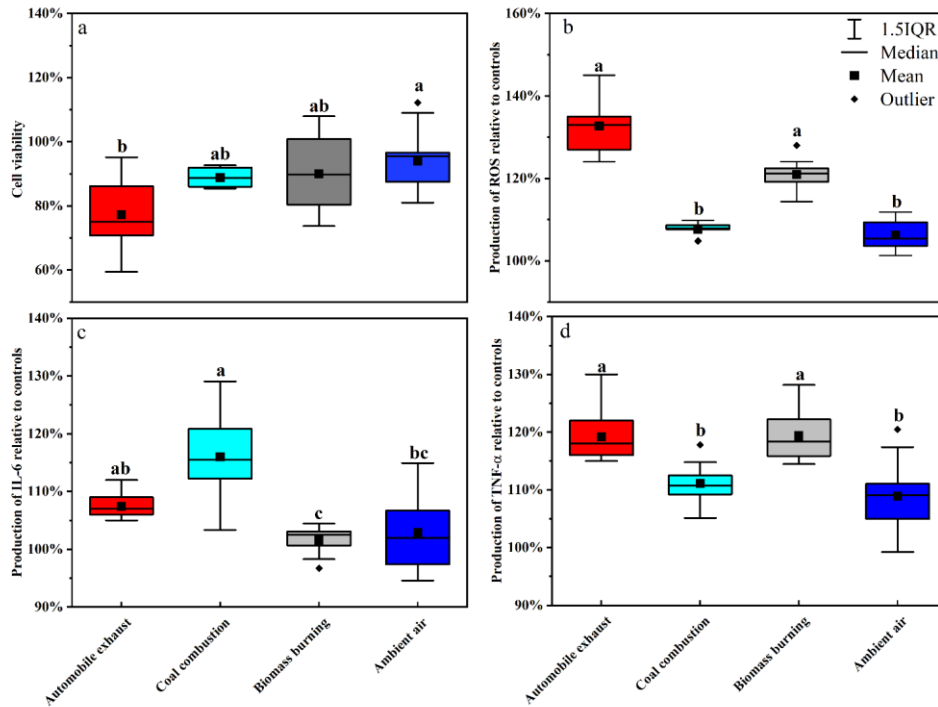 a
Cell viability
140%
120%
100%
80%
60%
b
ab
ab
a
b
Production of ROS relative to controls
160%
140%
120%
100%
a
b
a
b
1.5IQR
Median
Mean
Outlier
c
Production of IL-6 relative to controls
140%
130%
120%
110%
100%
90%
ab
a
c
bc
Automobile exhaust
Coal combustion
Biomass burning
Ambient air
d
Production of TNF-α relative to controls
140%
130%
120%
110%
100%
90%
a
b
a
b
Automobile exhaust
Coal combustion
Biomass burning
Ambient air